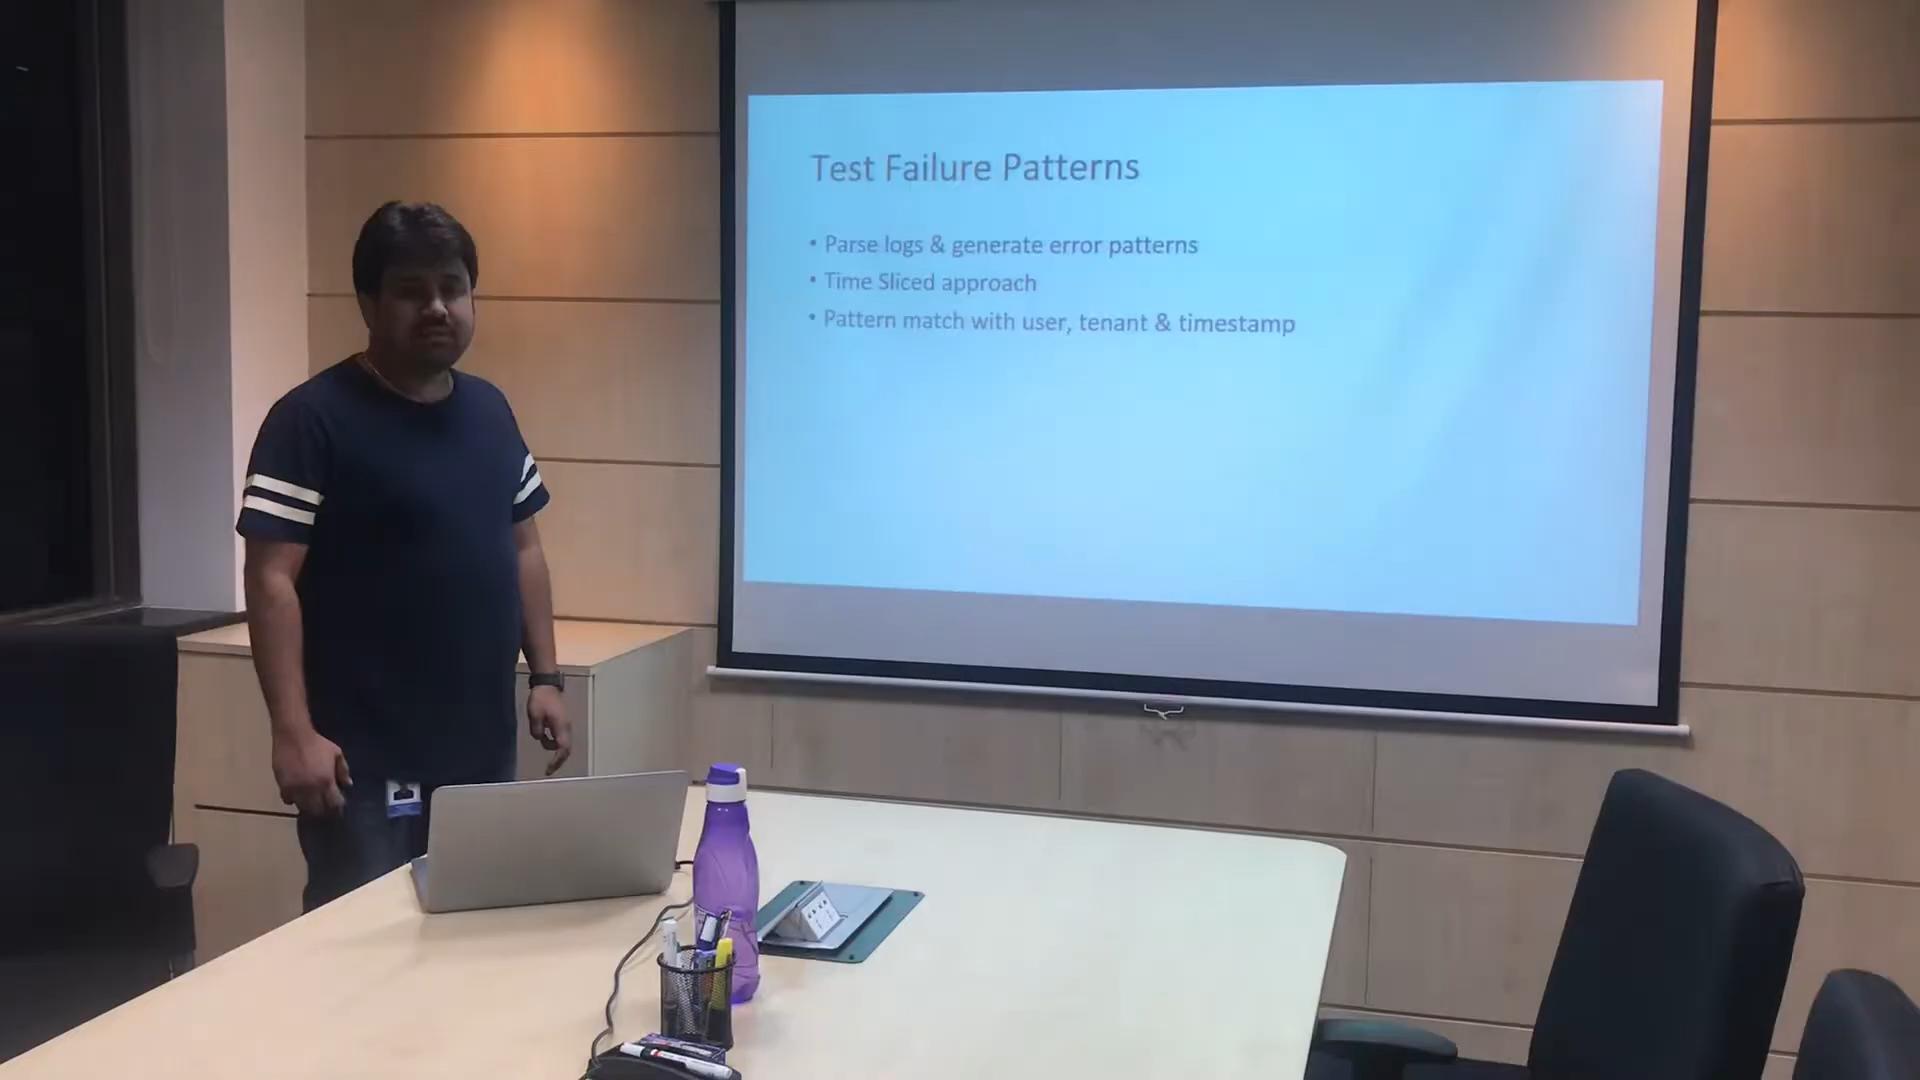 Test Failure Patterns
• Parse logs & generate error patterns
• Time Sliced approach
• Pattern match with user, tenant & timestamp